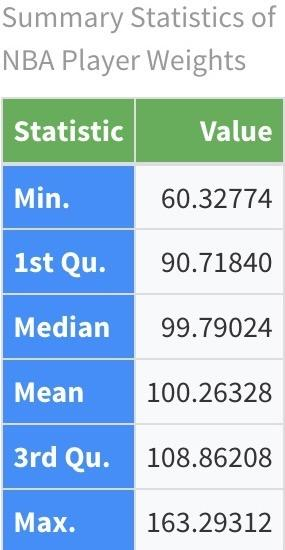 Summary Statistics of
NBA Player Weights
Statistic Value
Min. 60.32774
1st Qu. 90.71840
Median 99.79024
Mean 100.26328
3rd Qu. 108.86208
Max. 163.29312